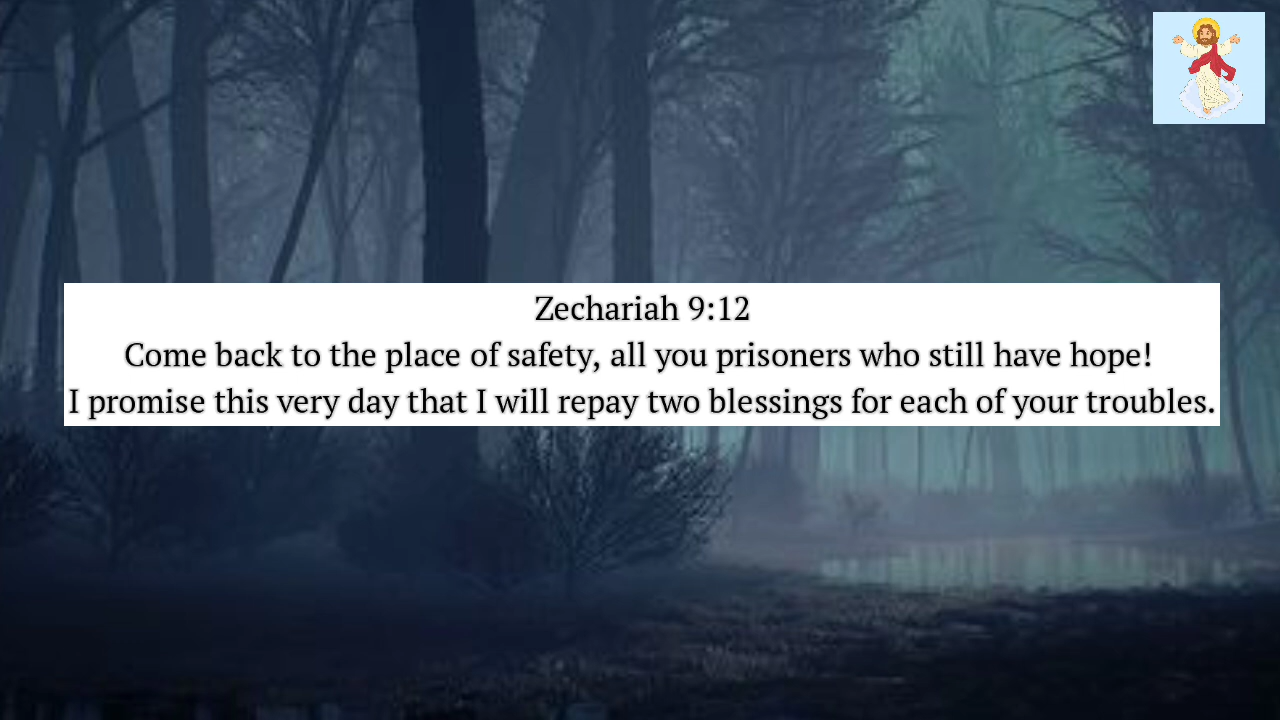 Zechariah 9:12
Come back to the place of safety, all you prisoners who still have hope!
I promise this very day that I will repay two blessings for each of your troubles.